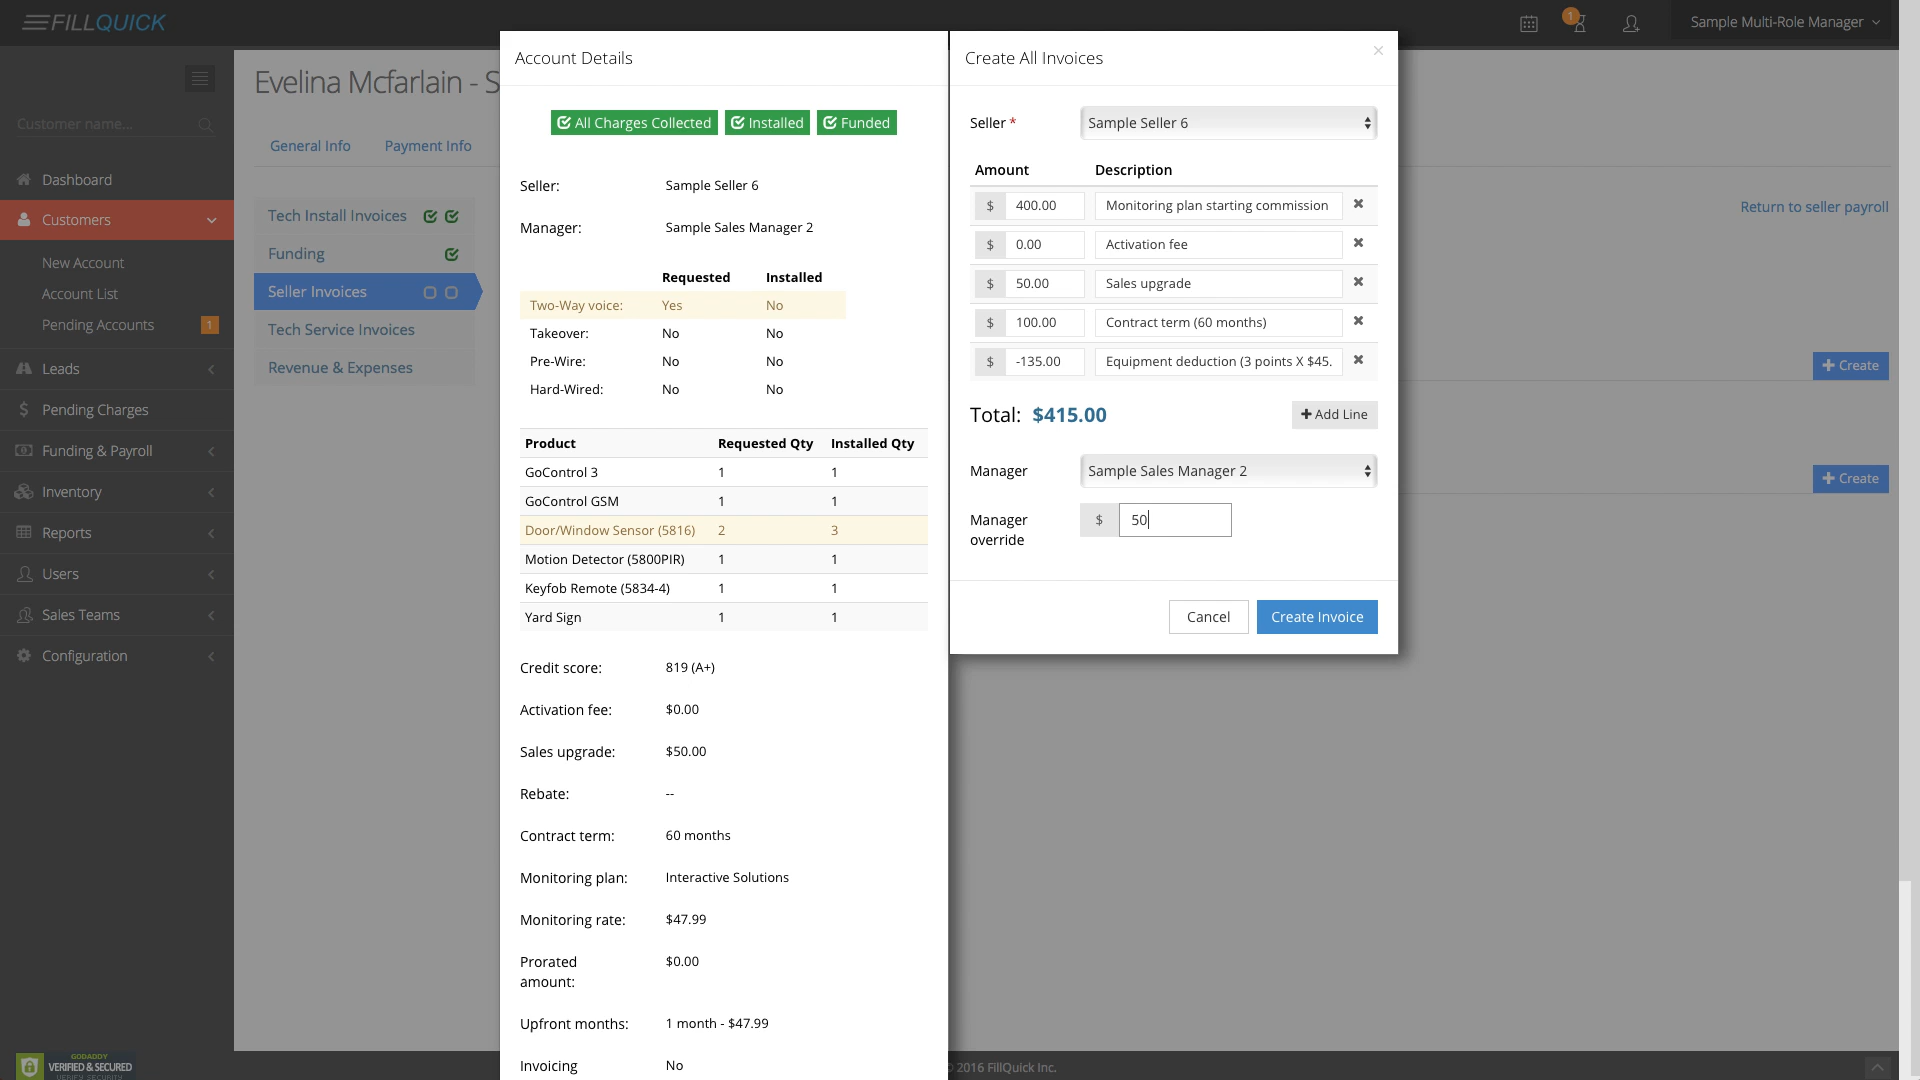 FILLQUICK
1
Sample Multi-Role Manager
Customer name...
Dashboard
Customers
New Account
Account List
Pending Accounts 1
Leads
Pending Charges
Funding & Payroll
Inventory
Reports
Users
Sales Teams
Configuration
GODADDY
VERIFIED & SECURED
VERIFY SECURITY
Evelina Mcfarlain - S
General Info Payment Info
Tech Install Invoices
Funding
Seller Invoices
Tech Service Invoices
Revenue & Expenses
Account Details
All Charges Collected Installed Funded
Seller: Sample Seller 6
Manager: Sample Sales Manager 2
Requested Installed
Two-Way voice: Yes No
Takeover: No No
Pre-Wire: No No
Hard-Wired: No No
Product Requested Qty Installed Qty
GoControl 3 1 1
GoControl GSM 1 1
Door/Window Sensor (5816) 2 3
Motion Detector (5800PIR) 1 1
Keyfob Remote (5834-4) 1 1
Yard Sign 1 1
Credit score: 819 (A+)
Activation fee: $0.00
Sales upgrade: $50.00
Rebate: --
Contract term: 60 months
Monitoring plan: Interactive Solutions
Monitoring rate: $47.99
Prorated
amount: $0.00
Upfront months: 1 month - $47.99
Invoicing No
Create All Invoices ×
Seller * Sample Seller 6
Amount Description
$ 400.00 Monitoring plan starting commission
$ 0.00 Activation fee
$ 50.00 Sales upgrade
$ 100.00 Contract term (60 months)
$ -135.00 Equipment deduction (3 points X $45.
Total: $415.00 + Add Line
Manager Sample Sales Manager 2
Manager
override $ 50
Cancel Create Invoice
Return to seller payroll
+ Create
+ Create
2016 FillQuick Inc.